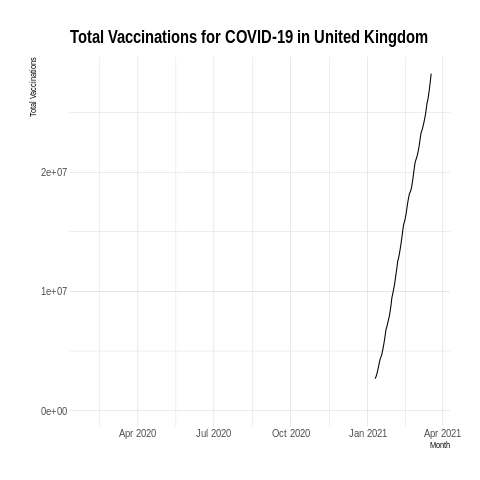 Total Vaccinations for COVID-19 in United Kingdom
Total Vaccinations
2e+07
1e+07
0e+00
Apr 2020
Jul 2020
Oct 2020
Jan 2021
Apr 2021
Month